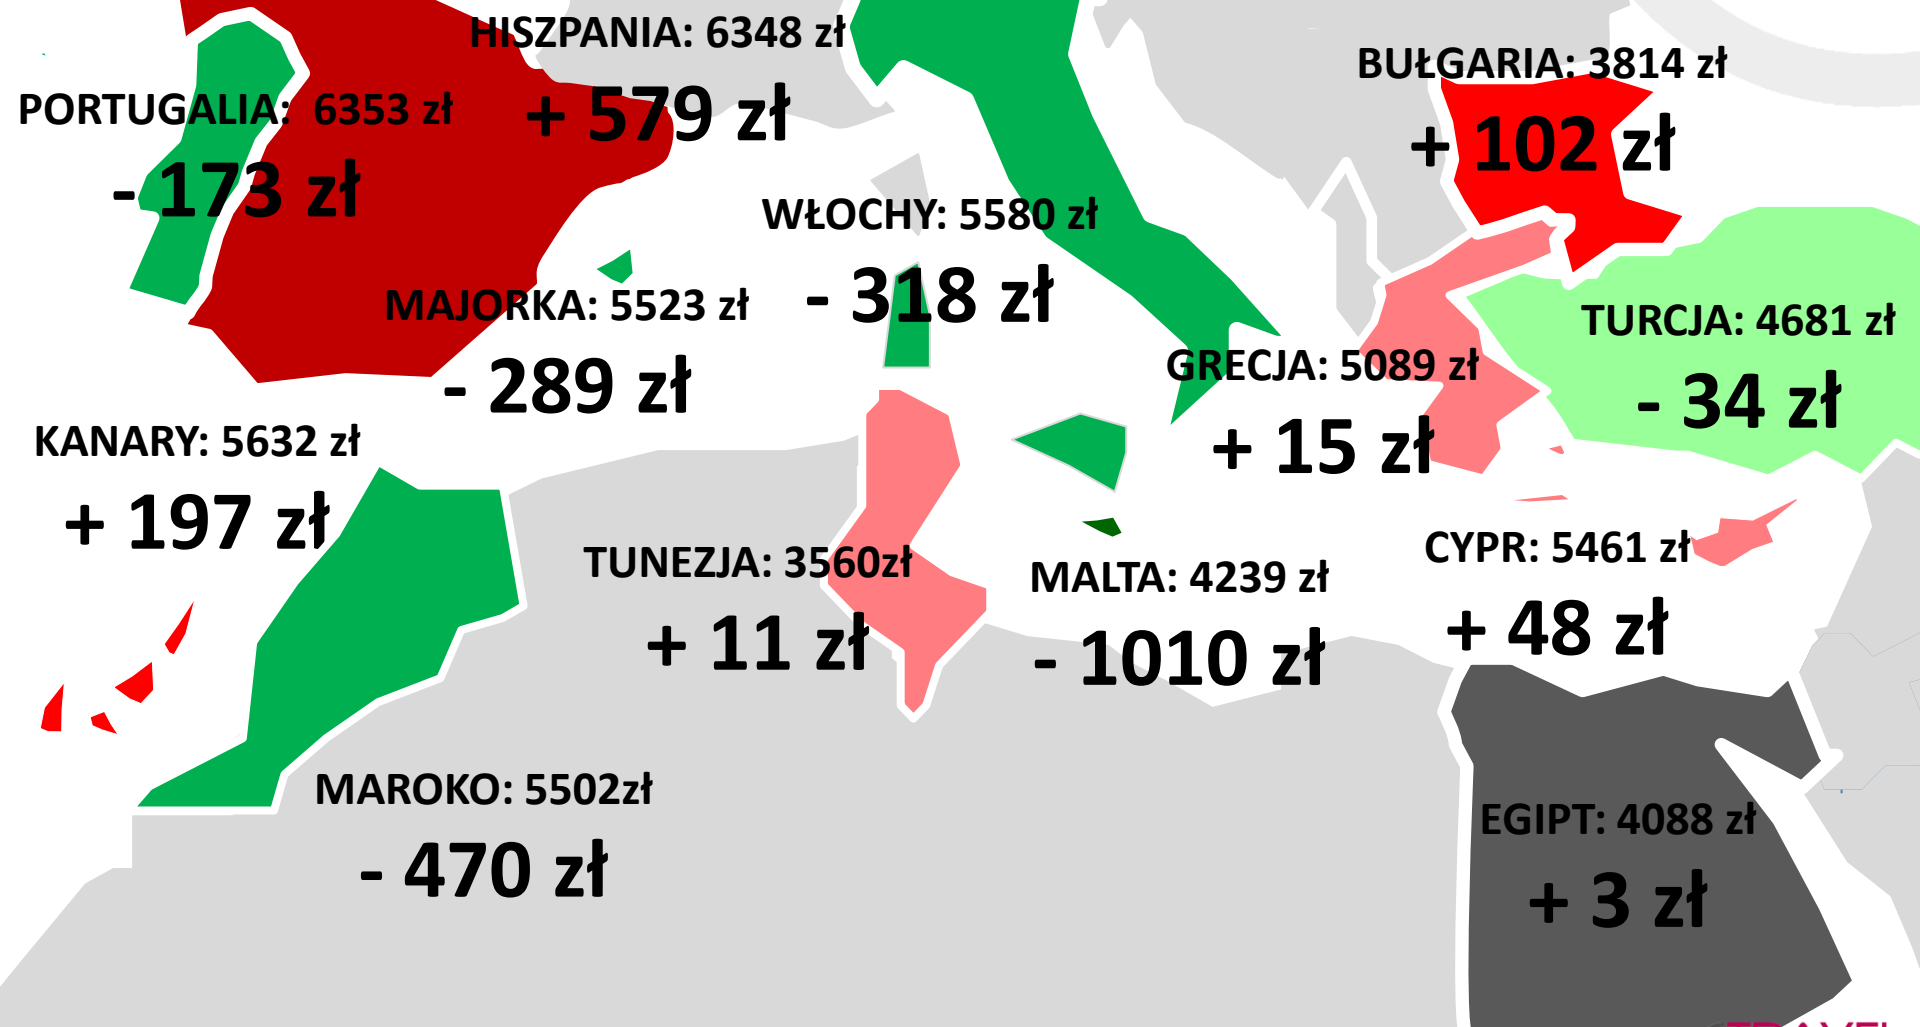 HISZPANIA: 6348 zł
+ 579 zł
BUŁGARIA: 3814 zł
+ 102 zł
PORTUGALIA: 6353 zł
- 173 zł
WŁOCHY: 5580 zł
- 318 zł
MAJORKA: 5523 zł
- 289 zł
TURCJA: 4681 zł
- 34 zł
GRECJA: 5089 zł
+ 15 zł
KANARY: 5632 zł
+ 197 zł
TUNEZJA: 3560zł
+ 11 zł
MALTA: 4239 zł
- 1010 zł
CYPR: 5461 zł
+ 48 zł
MAROKO: 5502zł
- 470 zł
EGIPT: 4088 zł
+ 3 zł